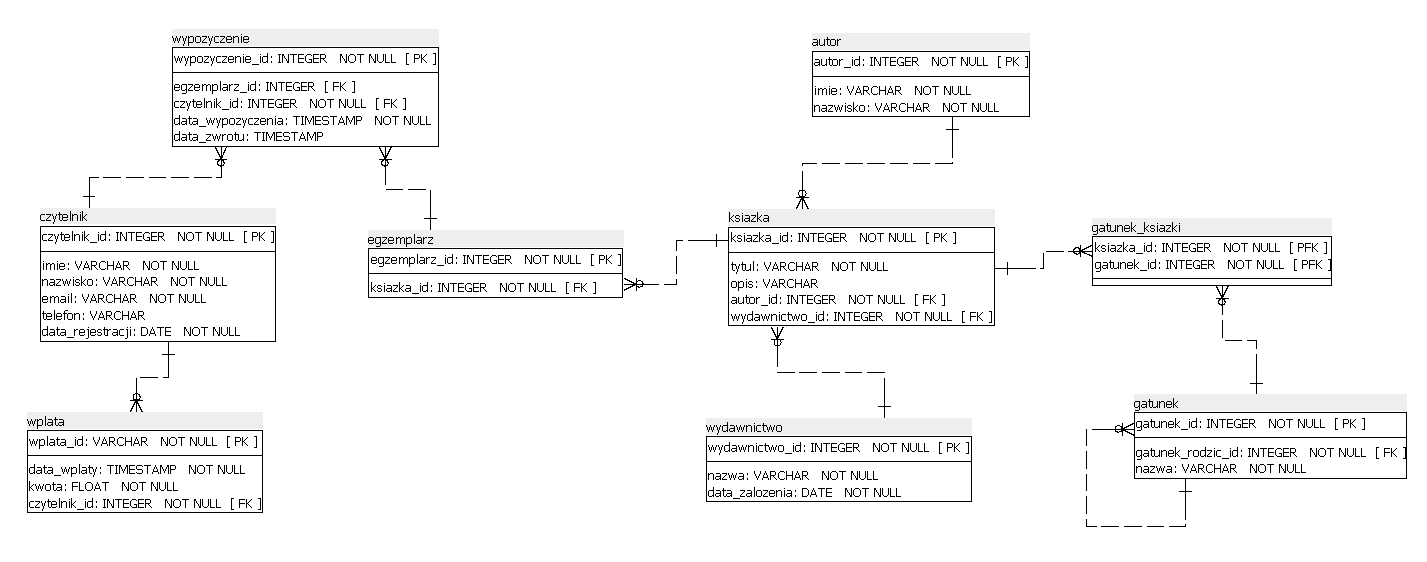 wypozyczenie
wypozyczenie_id: INTEGER NOT NULL [ PK ]
egzemplarz_id: INTEGER [ FK ]
czytelnik_id: INTEGER NOT NULL [ FK ]
data_wypozyczenia: TIMESTAMP NOT NULL
data_zwrotu: TIMESTAMP
autor
autor_id: INTEGER NOT NULL [ PK ]
imie: VARCHAR NOT NULL
nazwisko: VARCHAR NOT NULL
czytelnik
czytelnik_id: INTEGER NOT NULL [ PK ]
imie: VARCHAR NOT NULL
nazwisko: VARCHAR NOT NULL
email: VARCHAR NOT NULL
telefon: VARCHAR
data_rejestracji: DATE NOT NULL
egzemplarz
egzemplarz_id: INTEGER NOT NULL [ PK ]
ksiazka_id: INTEGER NOT NULL [ FK ]
ksiazka
ksiazka_id: INTEGER NOT NULL [ PK ]
tytul: VARCHAR NOT NULL
opis: VARCHAR
autor_id: INTEGER NOT NULL [ FK ]
wydawnictwo_id: INTEGER NOT NULL [ FK ]
gatunek_ksiazki
ksiazka_id: INTEGER NOT NULL [ PFK ]
gatunek_id: INTEGER NOT NULL [ PFK ]
wplata
wplata_id: VARCHAR NOT NULL [ PK ]
data_wplaty: TIMESTAMP NOT NULL
kwota: FLOAT NOT NULL
czytelnik_id: INTEGER NOT NULL [ FK ]
wydawnictwo
wydawnictwo_id: INTEGER NOT NULL [ PK ]
nazwa: VARCHAR NOT NULL
data_zalozenia: DATE NOT NULL
gatunek
gatunek_id: INTEGER NOT NULL [ PK ]
gatunek_rodzic_id: INTEGER NOT NULL [ FK ]
nazwa: VARCHAR NOT NULL